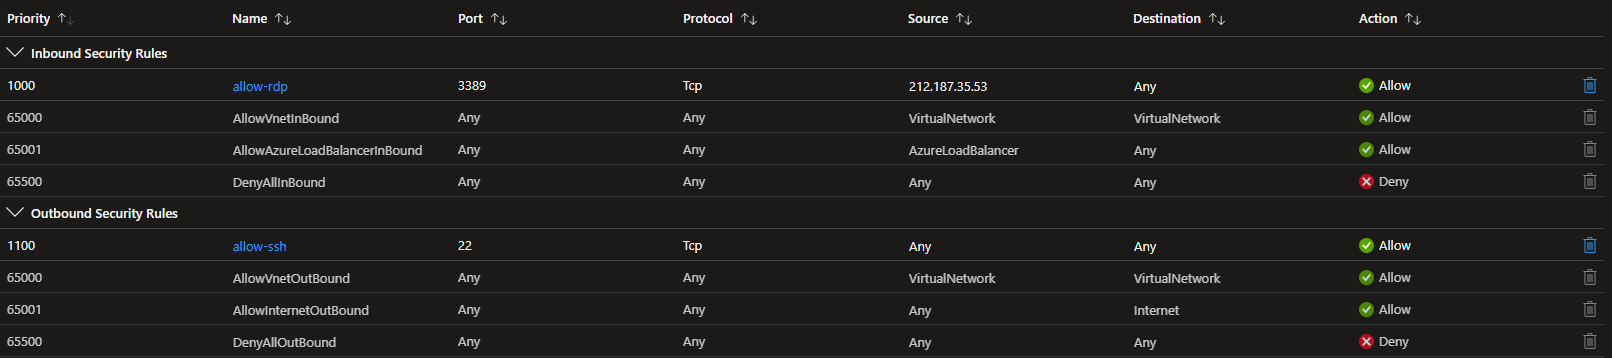 Priority Name Port Protocol Source Destination Action
Inbound Security Rules
1000 allow-rdp 3389 Tcp 212.187.35.53 Any Allow
65000 AllowVnetInBound Any Any VirtualNetwork VirtualNetwork Allow
65001 AllowAzureLoadBalancerInBound Any Any AzureLoadBalancer Any Allow
65500 DenyAllInBound Any Any Any Any Deny
Outbound Security Rules
1100 allow-ssh 22 Tcp Any Any Allow
65000 AllowVnetOutBound Any Any VirtualNetwork VirtualNetwork Allow
65001 AllowInternetOutBound Any Any Any Internet Allow
65500 DenyAllOutBound Any Any Any Any Deny